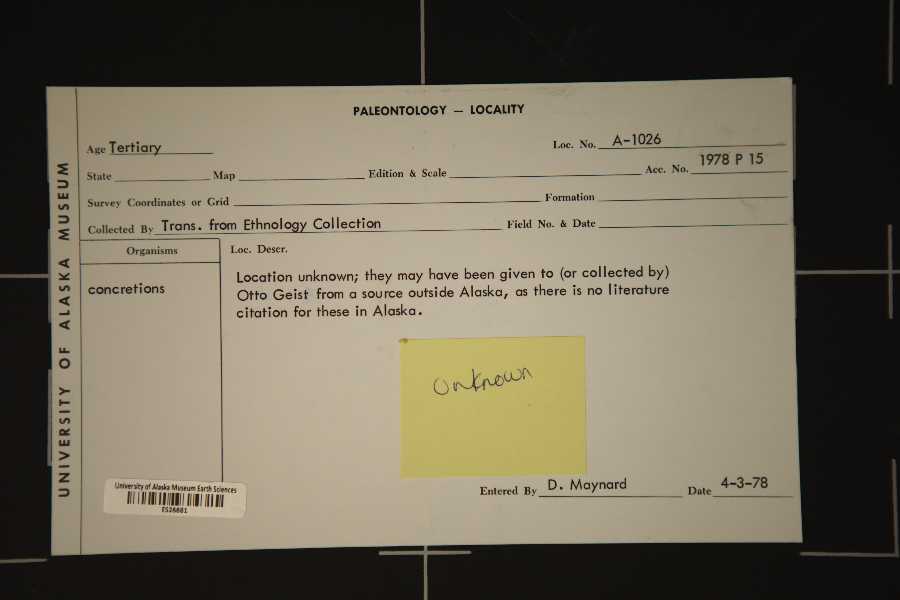 PALEONTOLOGY — LOCALITY
Age Tertiary Loc. No. A-1026
State Map Edition & Scale Acc. No. 1978 P 15
Survey Coordinates or Grid Formation
Collected By Trans. from Ethnology Collection Field No. & Date
Organisms Loc. Descr.
concretions
Location unknown; they may have been given to (or collected by)
Otto Geist from a source outside Alaska, as there is no literature
citation for these in Alaska.
unknown
Entered By D. Maynard Date 4-3-78
UNIVERSITY OF ALASKA MUSEUM
University of Alaska Museum Earth Sciences
ES26681